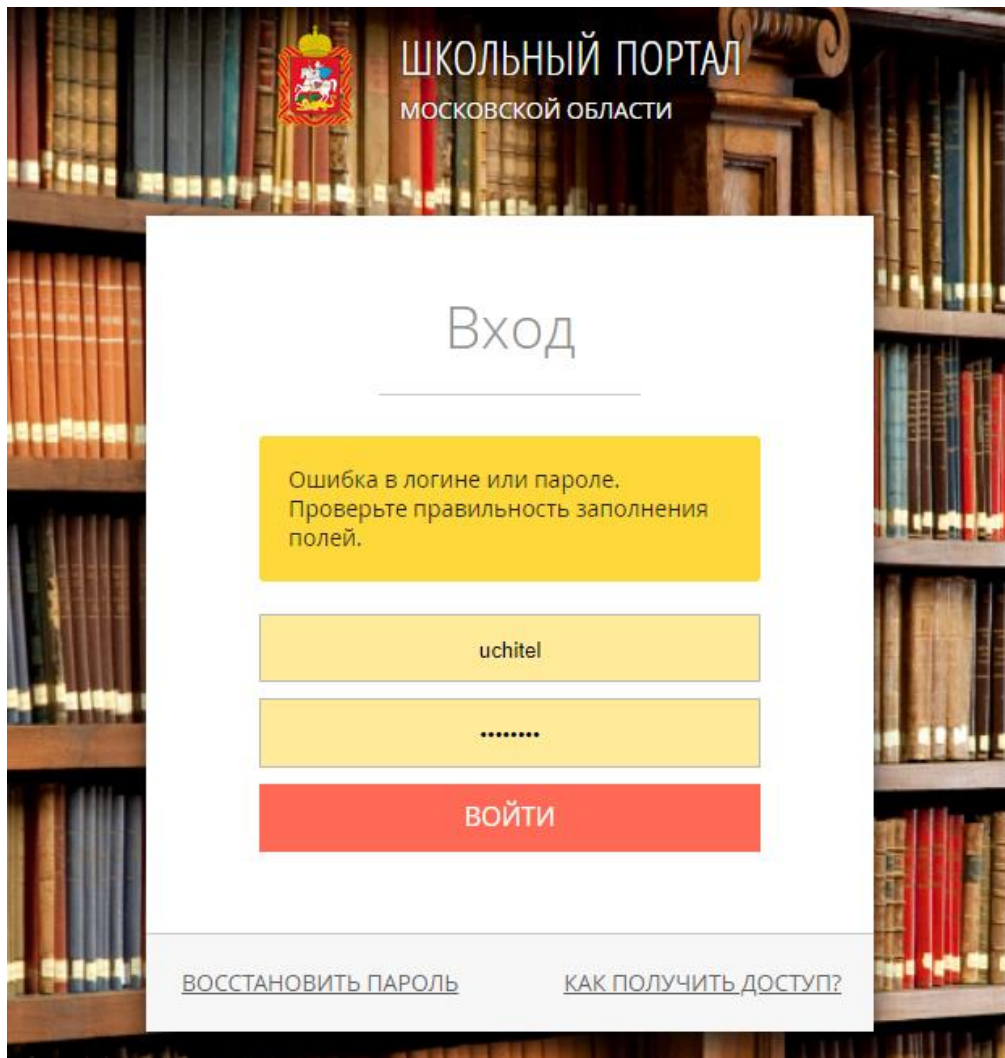 ШКОЛЬНЫЙ ПОРТАЛ
МОСКОВСКОЙ ОБЛАСТИ
Вход
Ошибка в логине или пароле.
Проверьте правильность заполнения
полей.
uchitel
••••••••
ВОЙТИ
ВОССТАНОВИТЬ ПАРОЛЬ
КАК ПОЛУЧИТЬ ДОСТУП?